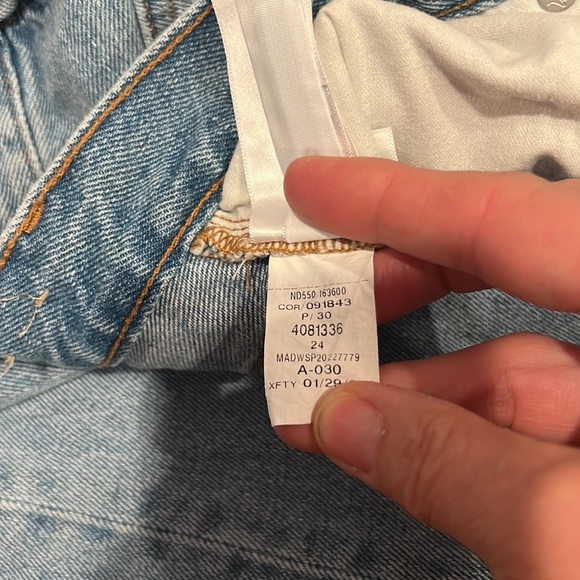 ND550 163600
COR/091843
P/30
4081336
24
MADWSP20227779
A-030
XFTY 01/29/